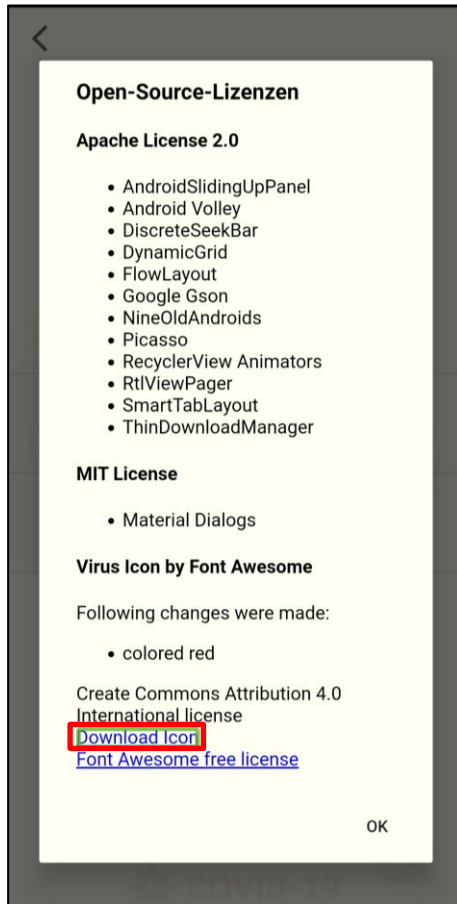 Open-Source-Lizenzen
Apache License 2.0
• AndroidSlidingUpPanel
• Android Volley
• DiscreteSeekBar
• DynamicGrid
• FlowLayout
• Google Gson
• NineOldAndroids
• Picasso
• RecyclerView Animators
• RtlViewPager
• SmartTabLayout
• ThinDownloadManager
MIT License
• Material Dialogs
Virus Icon by Font Awesome
Following changes were made:
• colored red
Create Commons Attribution 4.0
International license
Download Icon
Font Awesome free license
OK
COVID-19